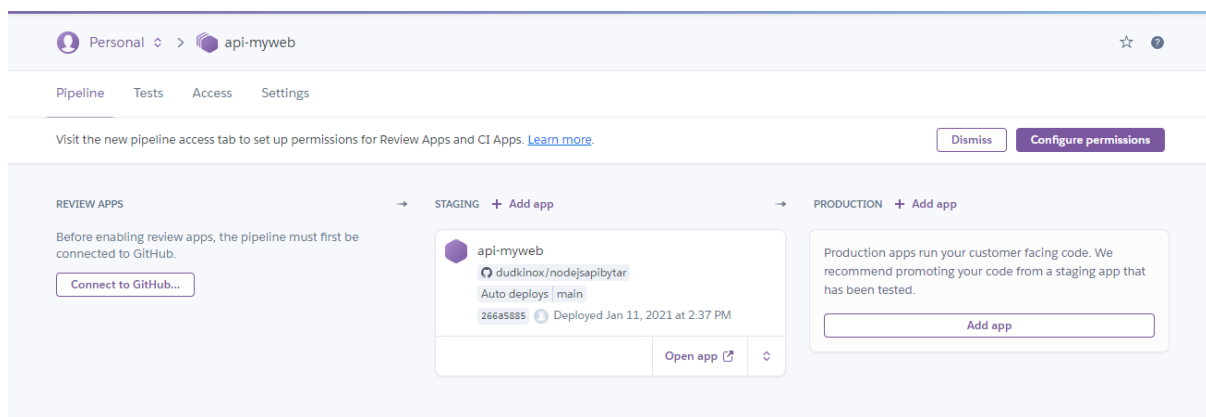 Personal > api-myweb
Pipeline Tests Access Settings
Visit the new pipeline access tab to set up permissions for Review Apps and CI Apps. Learn more.
Dismiss
Configure permissions
REVIEW APPS
Before enabling review apps, the pipeline must first be
connected to GitHub.
Connect to GitHub...
STAGING + Add app
api-myweb
dudkinox/nodejsapibytar
Auto deploys main
266a5885 Deployed Jan 11, 2021 at 2:37 PM
Open app
PRODUCTION + Add app
Production apps run your customer facing code. We
recommend promoting your code from a staging app that
has been tested.
Add app